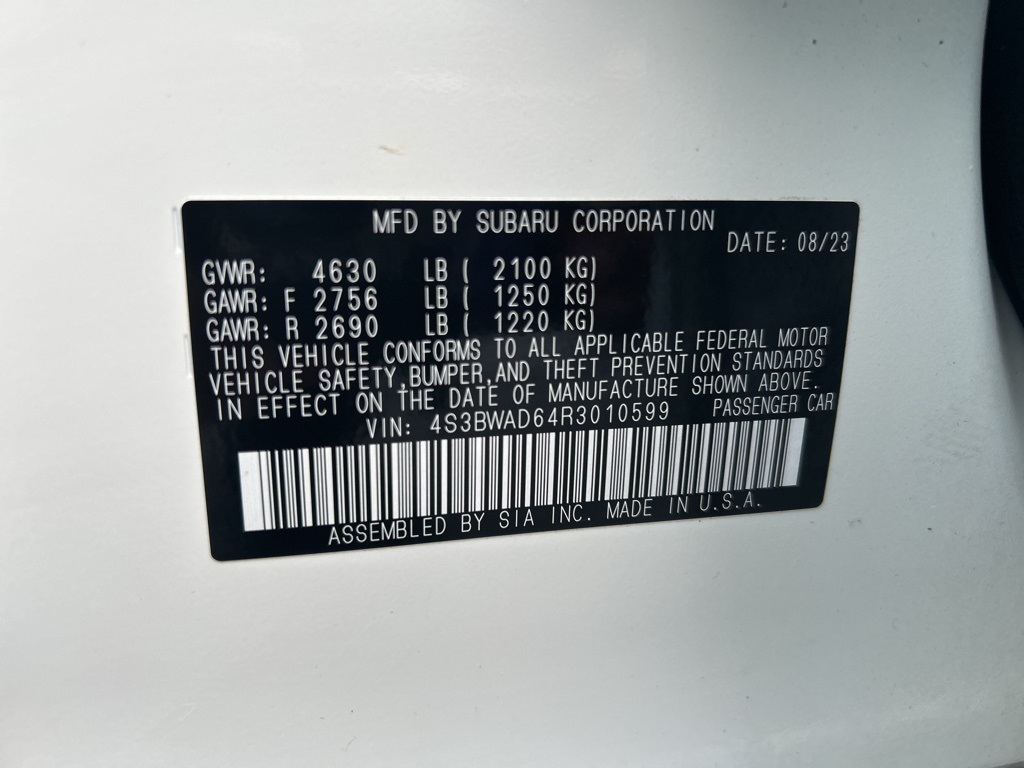 MFD BY SUBARU CORPORATION
DATE: 08/23
GVWR: 4630 LB ( 2100 KG)
GAWR: F 2756 LB ( 1250 KG)
GAWR: R 2690 LB ( 1220 KG)
THIS VEHICLE CONFORMS TO ALL APPLICABLE FEDERAL MOTOR
VEHICLE SAFETY, BUMPER, AND THEFT PREVENTION STANDARDS
IN EFFECT ON THE DATE OF MANUFACTURE SHOWN ABOVE.
VIN: 4S3BWAD64R3010599 PASSENGER CAR
ASSEMBLED BY SIA INC. MADE IN U.S.A.